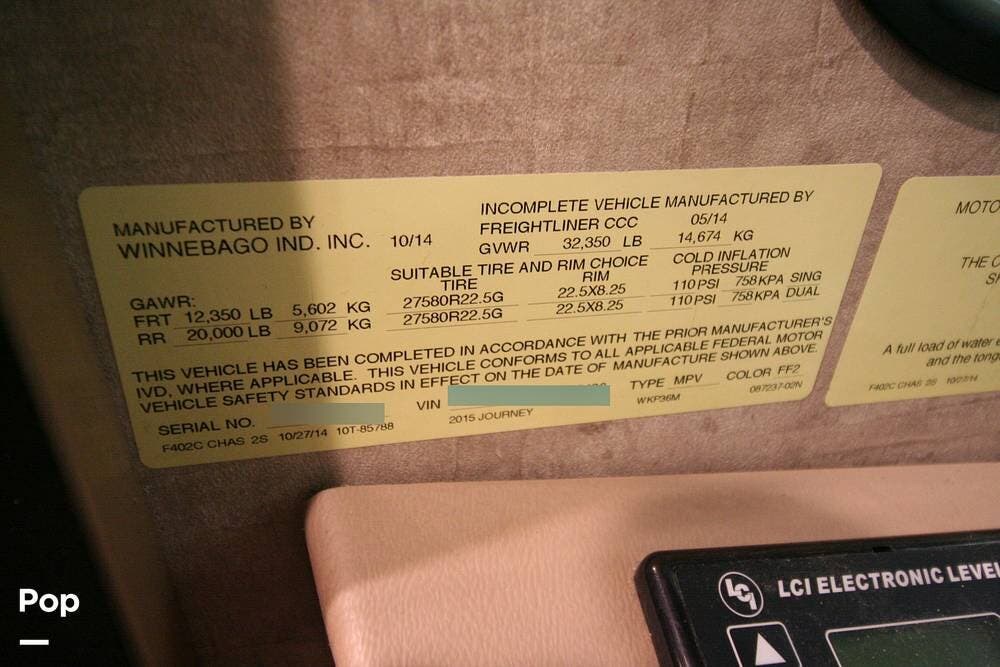 MANUFACTURED BY
WINNEBAGO IND. INC. 10/14
INCOMPLETE VEHICLE MANUFACTURED BY
FREIGHTLINER CCC 05/14
GVWR 32,350 LB 14,674 KG
SUITABLE TIRE AND RIM CHOICE COLD INFLATION
TIRE RIM PRESSURE
GAWR:
FRT 12,350 LB 5,602 KG 27580R22.5G 22.5X8.25 110 PSI 758 KPA SING
RR 20,000 LB 9,072 KG 27580R22.5G 22.5X8.25 110 PSI 758 KPA DUAL
THIS VEHICLE HAS BEEN COMPLETED IN ACCORDANCE WITH THE PRIOR MANUFACTURER'S
IVD, WHERE APPLICABLE. THIS VEHICLE CONFORMS TO ALL APPLICABLE FEDERAL MOTOR
VEHICLE SAFETY STANDARDS IN EFFECT ON THE DATE OF MANUFACTURE SHOWN ABOVE.
SERIAL NO. VIN TYPE MPV COLOR FF2
F402C CHAS 2S 10/27/14 10T-85788 2015 JOURNEY WKP36M 087237-02N
MOTO
THE C
A full load of water
and the tong
F402C CHAS 2S 10/27/14
LCI LCI ELECTRONIC LEVEL
Pop